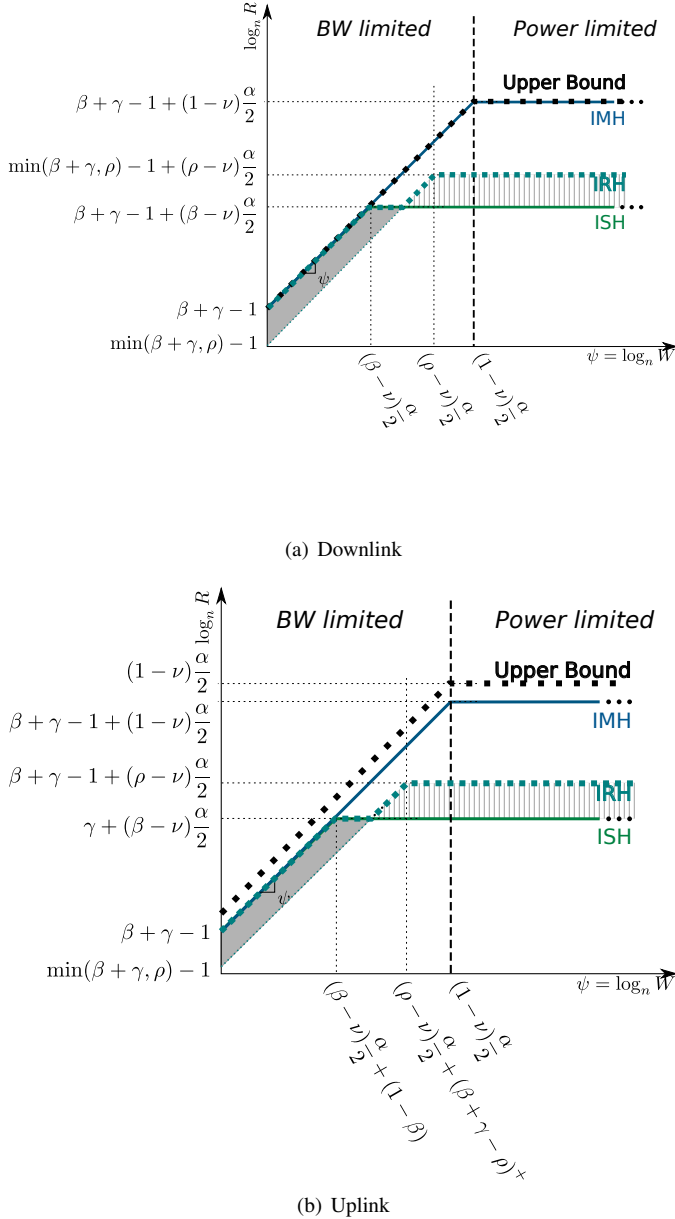 log_n R
BW limited
Power limited
Upper Bound
β + γ − 1 + (1 − ν) α/2
IMH
min(β + γ, ρ) − 1 + (ρ − ν) α/2
IRH
β + γ − 1 + (β − ν) α/2
ISH
ψ
β + γ − 1
min(β + γ, ρ) − 1
ψ = log_n W
(β − ν) α/2
(ρ − ν) α/2
(1 − ν) α/2
(a) Downlink
log_n R
BW limited
Power limited
(1 − ν) α/2
Upper Bound
β + γ − 1 + (1 − ν) α/2
IMH
β + γ − 1 + (ρ − ν) α/2
IRH
γ + (β − ν) α/2
ISH
ψ
β + γ − 1
min(β + γ, ρ) − 1
ψ = log_n W
(β − ν) α/2 + (1 − β)
(ρ − ν) α/2 + (β + γ − ρ)⁺
(1 − ν) α/2
(b) Uplink